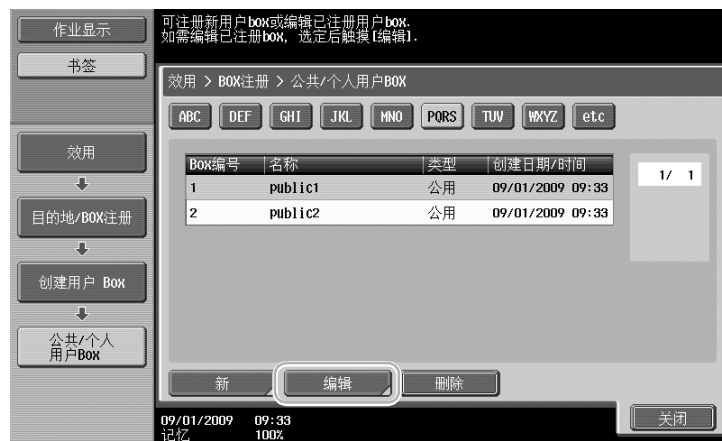 作业显示
书签
可注册新用户box或编辑已注册用户box.
如需编辑已注册box, 选定后触摸[编辑].
效用 > BOX注册 > 公共/个人用户BOX
ABC DEF GHI JKL MNO PQRS TUV WXYZ etc
效用
目的地/BOX注册
创建用户 Box
公共/个人
用户Box
Box编号 名称 类型 创建日期/时间
1 public1 公用 09/01/2009 09:33
2 public2 公用 09/01/2009 09:33
1/ 1
新 编辑 删除
09/01/2009 09:33
记忆 100%
关闭